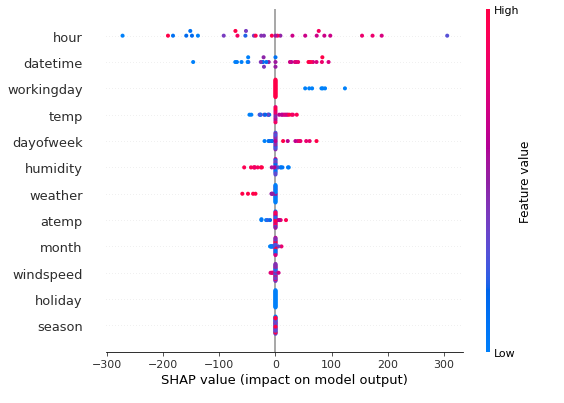 High
hour
datetime
workingday
temp
dayofweek
humidity
weather
atemp
month
windspeed
holiday
season
Feature value
Low
−300 −200 −100 0 100 200 300
SHAP value (impact on model output)